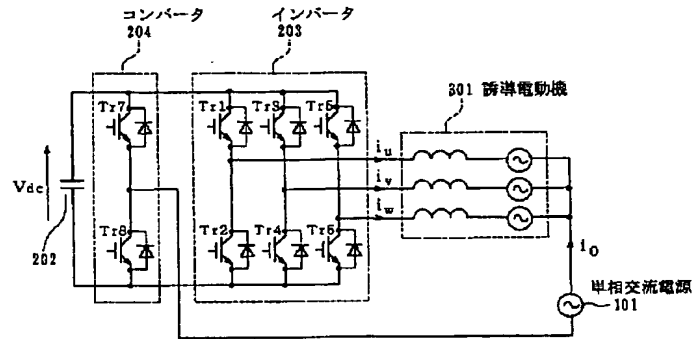 コンバータ
204
インバータ
203
Tr7
Tr1
Tr3
Tr5
301 誘導電動機
iu
Vdc
iv
iw
Tr8
Tr2
Tr4
Tr6
202
i0
単相交流電源
101